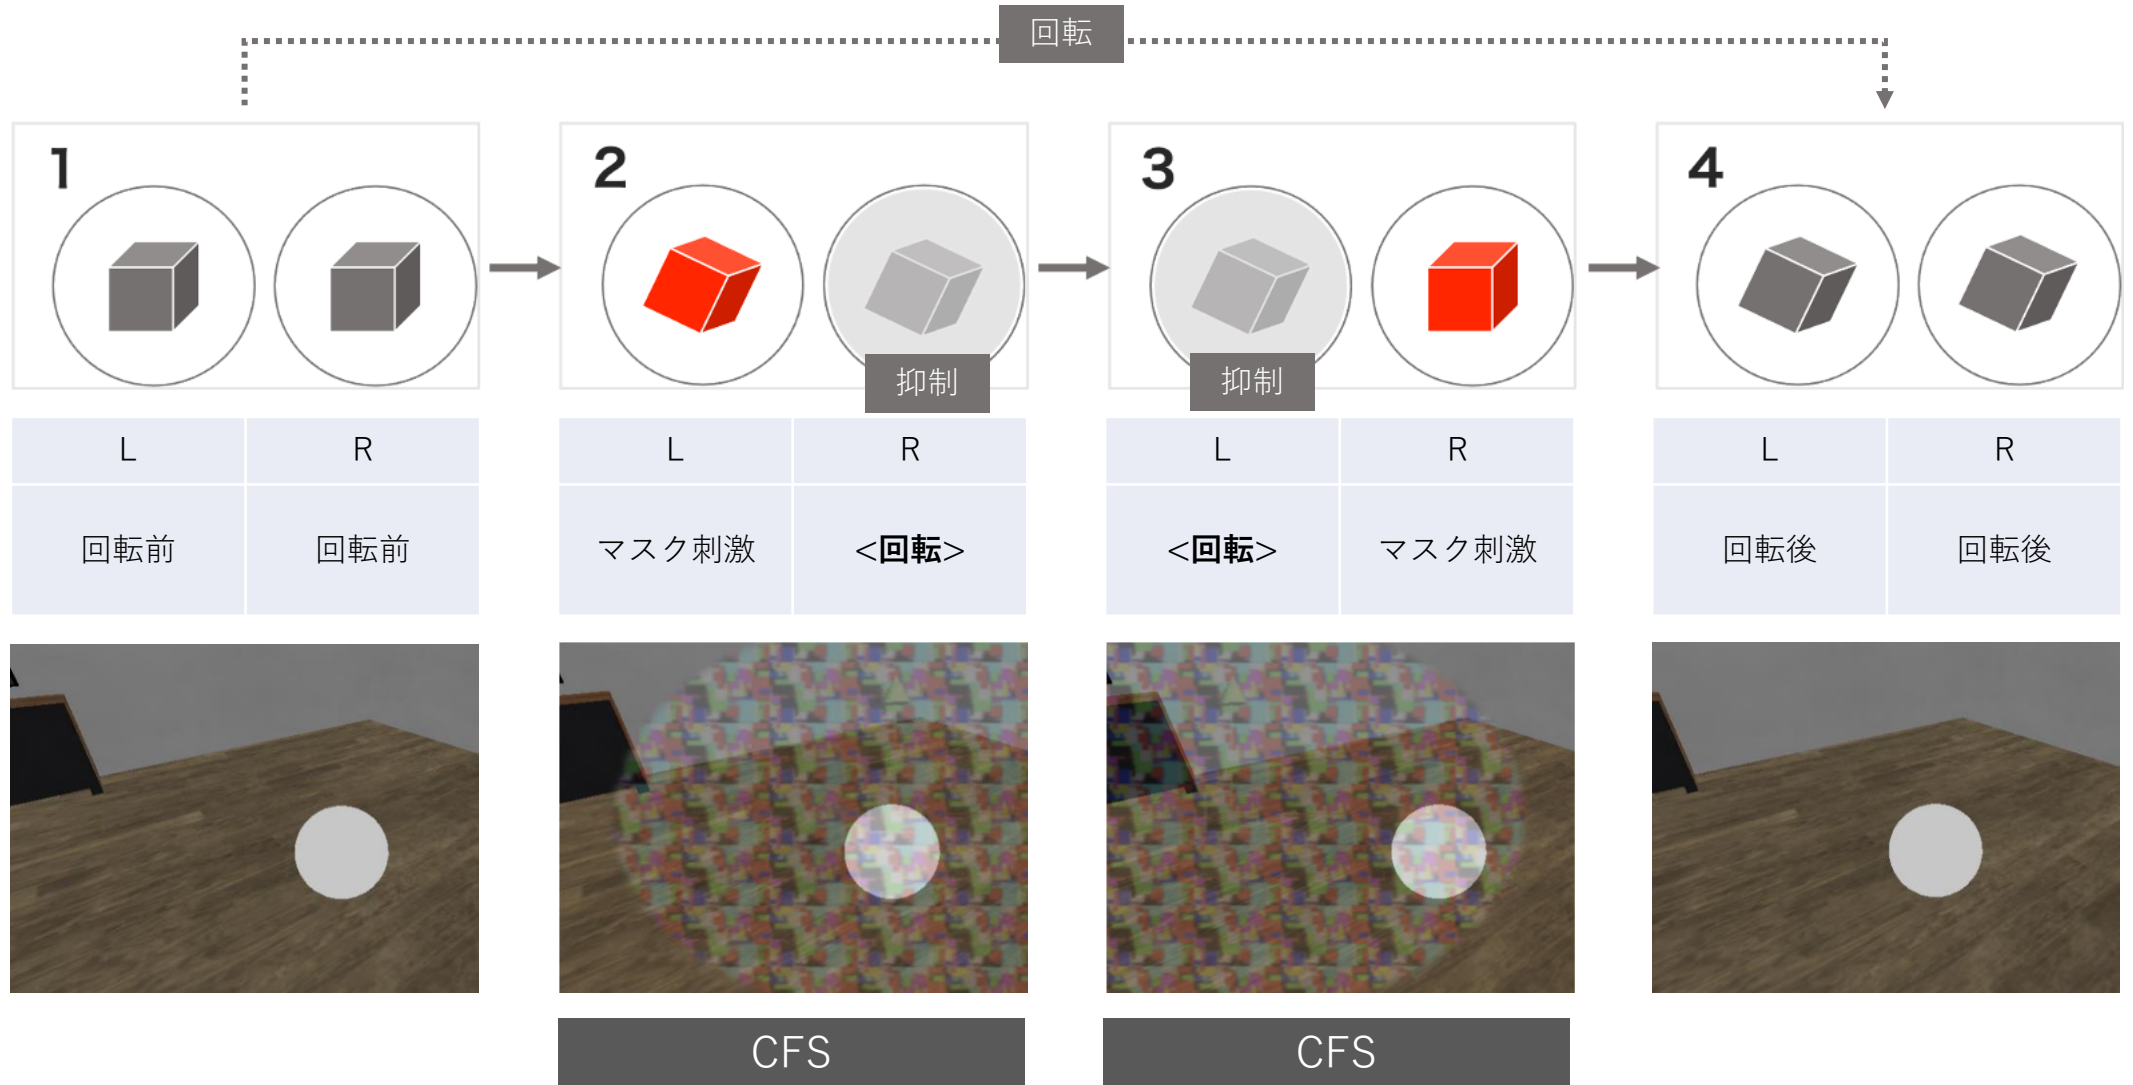 回転
1
2
3
4
抑制
抑制
L R
L R
L R
L R
回転前 回転前
マスク刺激 <回転>
<回転> マスク刺激
回転後 回転後
CFS
CFS